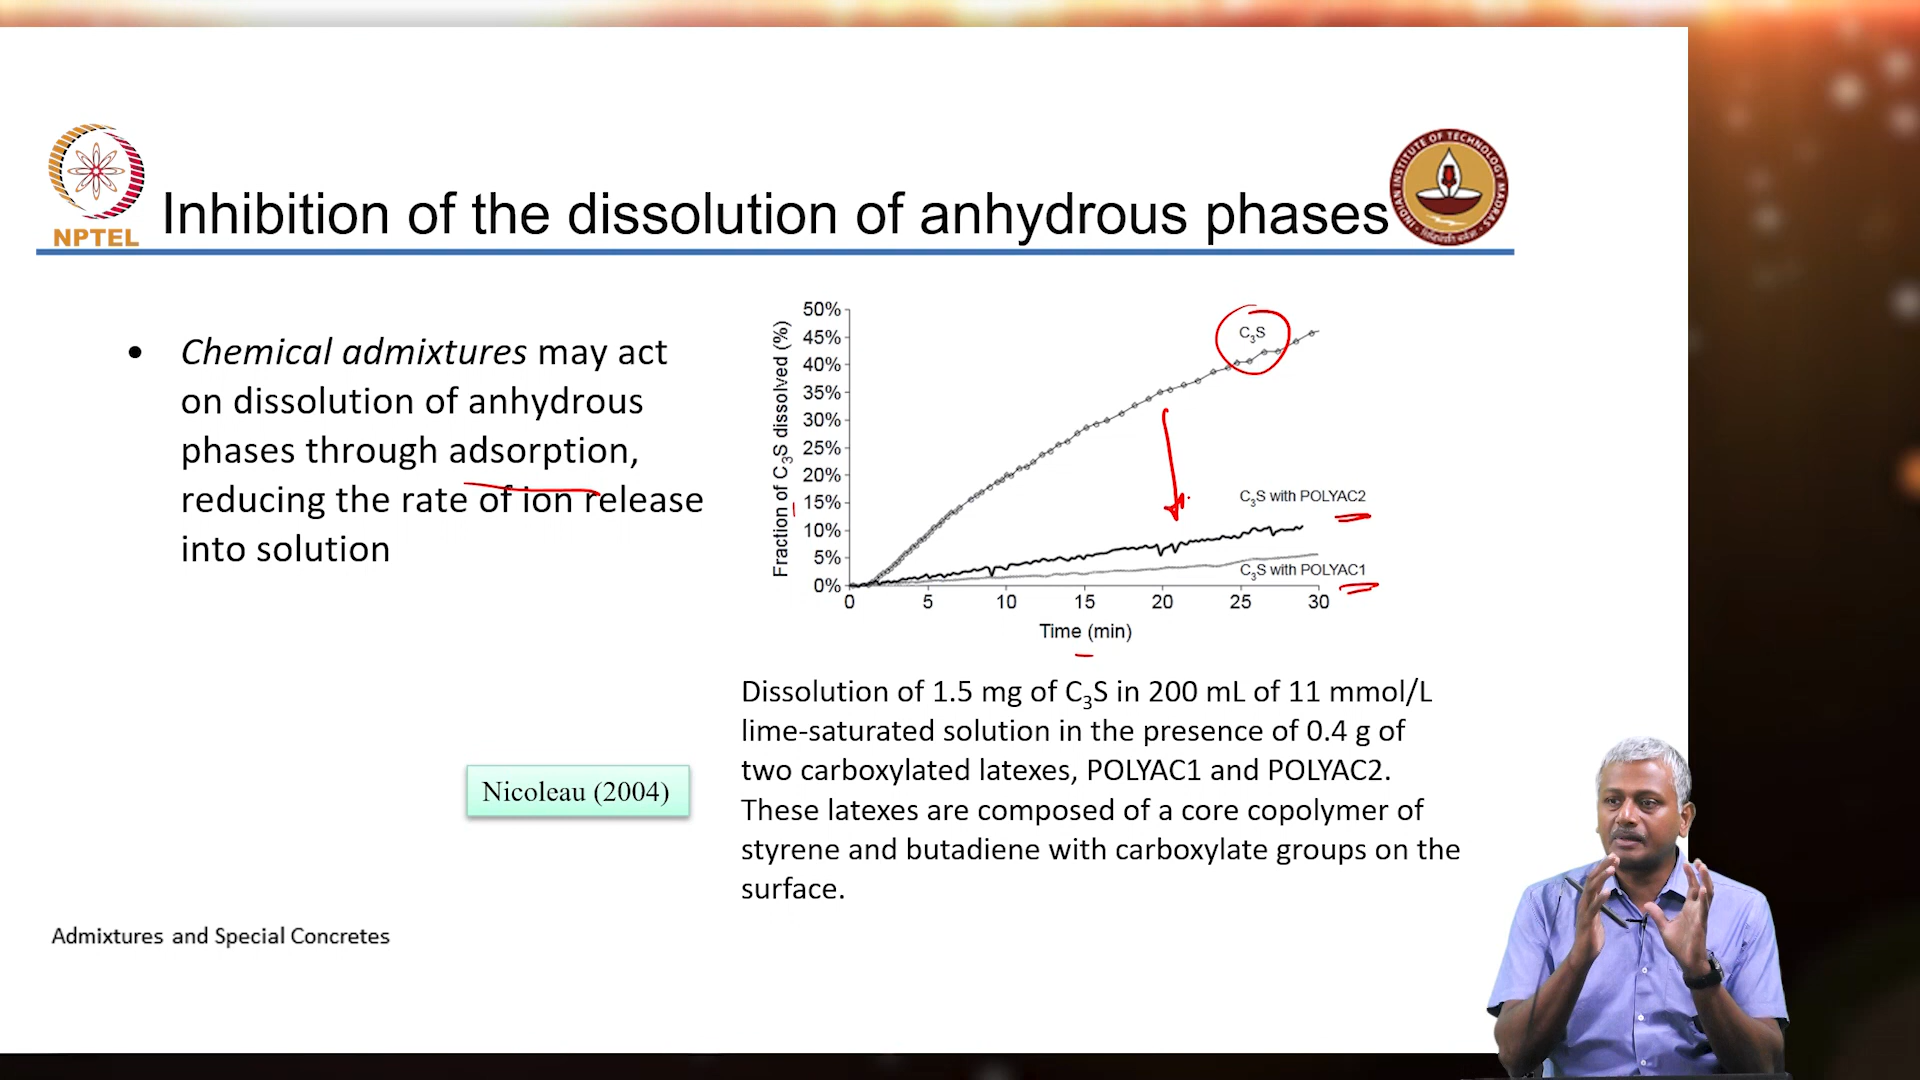 NPTEL
Inhibition of the dissolution of anhydrous phases
INDIAN INSTITUTE OF TECHNOLOGY MADRAS
• Chemical admixtures may act
on dissolution of anhydrous
phases through adsorption,
reducing the rate of ion release
into solution
Nicoleau (2004)
Fraction of C₃S dissolved (%)
50%
45%
40%
35%
30%
25%
20%
15%
10%
5%
0%
C₃S
C₃S with POLYAC2
C₃S with POLYAC1
0 5 10 15 20 25 30
Time (min)
Dissolution of 1.5 mg of C₃S in 200 mL of 11 mmol/L
lime-saturated solution in the presence of 0.4 g of
two carboxylated latexes, POLYAC1 and POLYAC2.
These latexes are composed of a core copolymer of
styrene and butadiene with carboxylate groups on the
surface.
Admixtures and Special Concretes